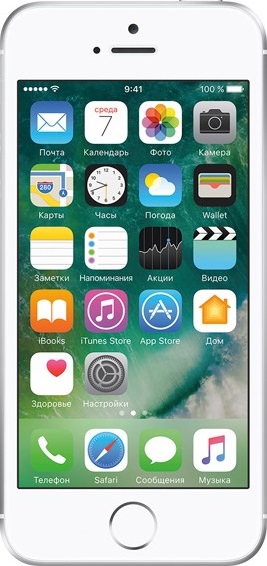 9:41 100 %
среда
7
Почта Календарь Фото Камера
280
Карты Часы Погода Wallet
Заметки Напоминания Акции Видео
iBooks iTunes Store App Store Дом
Здоровье Настройки
Телефон Safari Сообщения Музыка